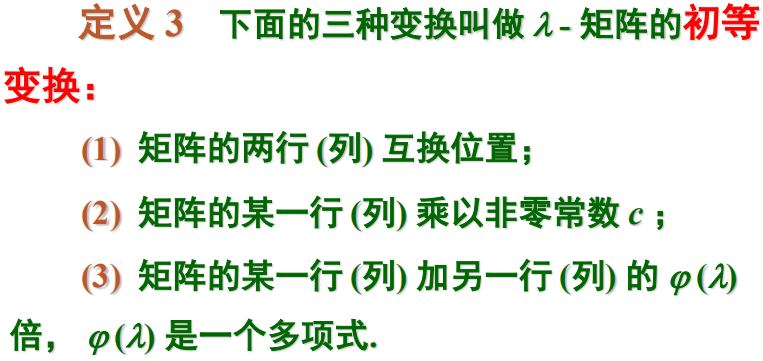 定义 3 下面的三种变换叫做 λ - 矩阵的初等
变换：
(1) 矩阵的两行 (列) 互换位置；
(2) 矩阵的某一行 (列) 乘以非零常数 c ；
(3) 矩阵的某一行 (列) 加另一行 (列) 的 φ (λ)
倍， φ (λ) 是一个多项式.